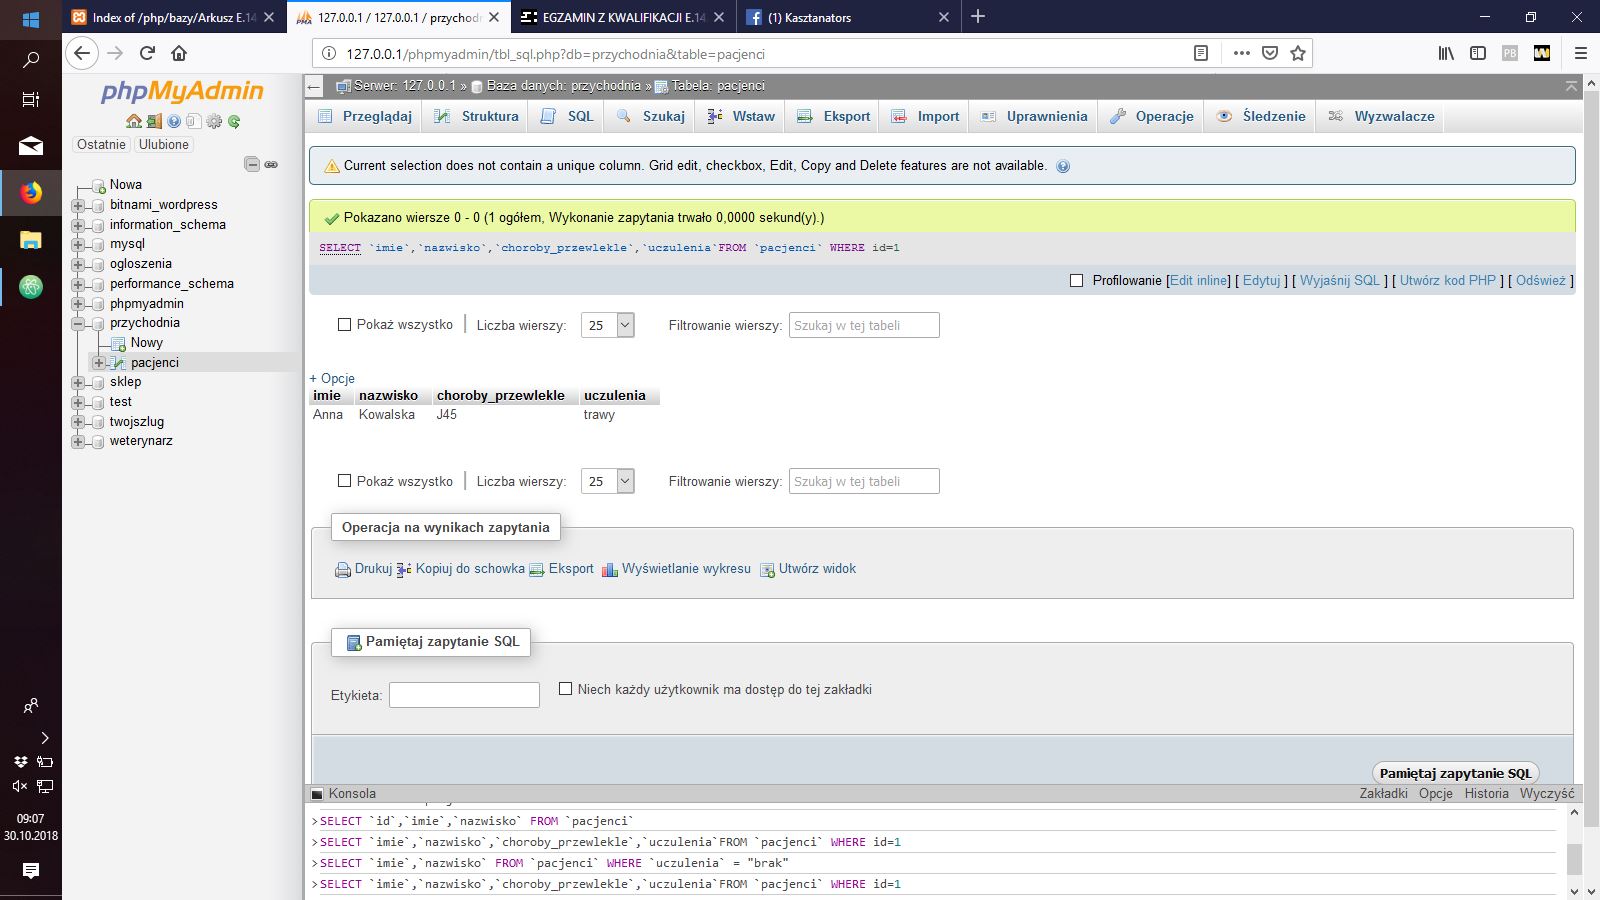 Index of /php/bazy/Arkusz E.14
127.0.0.1 / 127.0.0.1 / przychodn
EGZAMIN Z KWALIFIKACJI E.14
(1) Kasztanators
127.0.0.1/phpmyadmin/tbl_sql.php?db=przychodnia&table=pacjenci
phpMyAdmin
Ostatnie Ulubione
Nowa
bitnami_wordpress
information_schema
mysql
ogloszenia
performance_schema
phpmyadmin
przychodnia
Nowy
pacjenci
sklep
test
twojszlug
weterynarz
Serwer: 127.0.0.1 » Baza danych: przychodnia » Tabela: pacjenci
Przeglądaj Struktura SQL Szukaj Wstaw Eksport Import Uprawnienia Operacje Śledzenie Wyzwalacze
Current selection does not contain a unique column. Grid edit, checkbox, Edit, Copy and Delete features are not available.
Pokazano wiersze 0 - 0 (1 ogółem, Wykonanie zapytania trwało 0,0000 sekund(y).)
SELECT `imie`,`nazwisko`,`choroby_przewlekle`,`uczulenia`FROM `pacjenci` WHERE id=1
Profilowanie [Edit inline] [ Edytuj ] [ Wyjaśnij SQL ] [ Utwórz kod PHP ] [ Odśwież ]
Pokaż wszystko | Liczba wierszy: 25 Filtrowanie wierszy: Szukaj w tej tabeli
+ Opcje
imie nazwisko choroby_przewlekle uczulenia
Anna Kowalska J45 trawy
Pokaż wszystko | Liczba wierszy: 25 Filtrowanie wierszy: Szukaj w tej tabeli
Operacja na wynikach zapytania
Drukuj Kopiuj do schowka Eksport Wyświetlanie wykresu Utwórz widok
Pamiętaj zapytanie SQL
Etykieta: Niech każdy użytkownik ma dostęp do tej zakładki
Pamiętaj zapytanie SQL
Konsola Zakładki Opcje Historia Wyczyść
>SELECT `id`,`imie`,`nazwisko` FROM `pacjenci`
>SELECT `imie`,`nazwisko`,`choroby_przewlekle`,`uczulenia`FROM `pacjenci` WHERE id=1
>SELECT `imie`,`nazwisko` FROM `pacjenci` WHERE `uczulenia` = "brak"
>SELECT `imie`,`nazwisko`,`choroby_przewlekle`,`uczulenia`FROM `pacjenci` WHERE id=1
09:07
30.10.2018